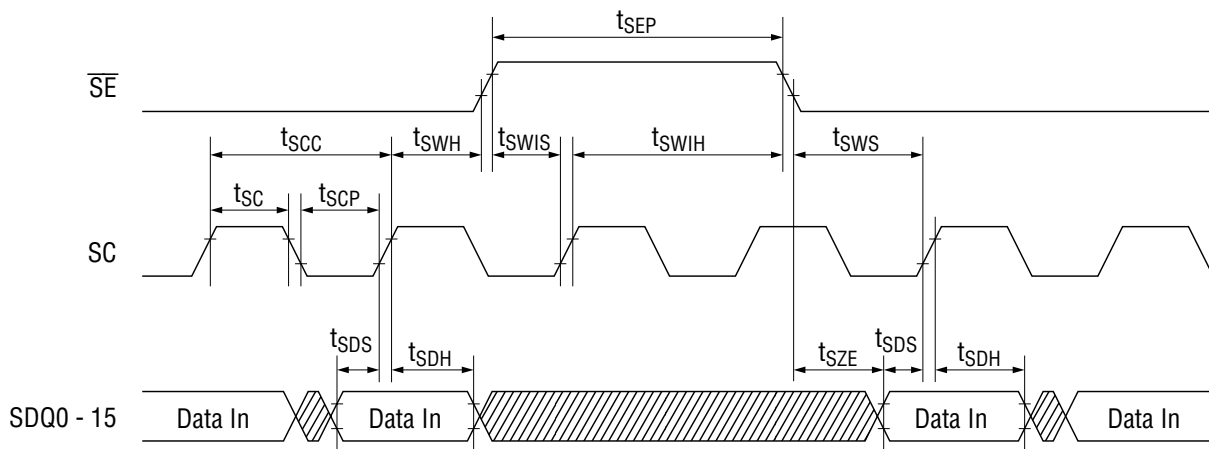 tSEP
SE
tSCC tSWH tSWIS tSWIH tSWS
tSC tSCP
SC
tSDS tSDH tSZE tSDS tSDH
SDQ0 - 15 Data In Data In Data In Data In